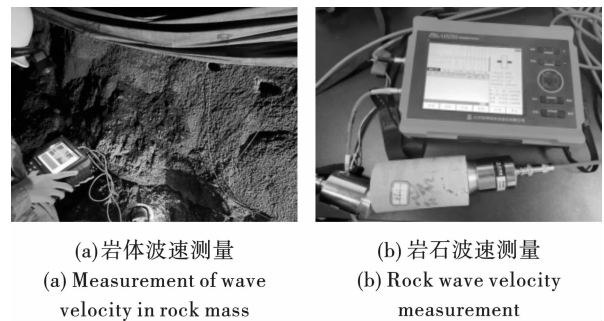 (a)岩体波速测量
(a) Measurement of wave
velocity in rock mass
(b)岩石波速测量
(b) Rock wave velocity
measurement